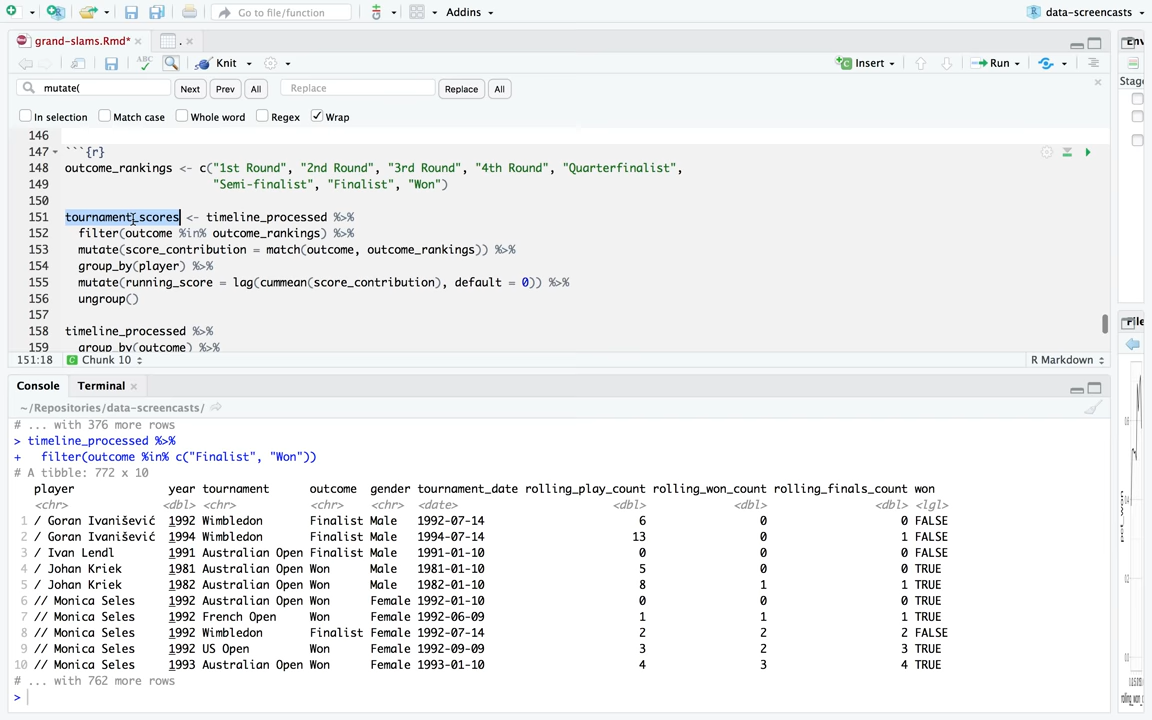 Go to file/function
Addins
data-screencasts
grand-slams.Rmd*
.
Env
ABC
Knit
Insert
Run
mutate(
Next
Prev
All
Replace
Replace
All
Stage
In selection
Match case
Whole word
Regex
Wrap
146
147 ```{r}
148 outcome_rankings <- c("1st Round", "2nd Round", "3rd Round", "4th Round", "Quarterfinalist",
149 "Semi-finalist", "Finalist", "Won")
150
151 tournament_scores <- timeline_processed %>%
152 filter(outcome %in% outcome_rankings) %>%
153 mutate(score_contribution = match(outcome, outcome_rankings)) %>%
154 group_by(player) %>%
155 mutate(running_score = lag(cummean(score_contribution), default = 0)) %>%
156 ungroup()
157
158 timeline_processed %>%
159 group_by(outcome) %>%
151:18 Chunk 10 R Markdown
File
Console Terminal
~/Repositories/data-screencasts/
# ... with 376 more rows
> timeline_processed %>%
+ filter(outcome %in% c("Finalist", "Won"))
# A tibble: 772 x 10
player year tournament outcome gender tournament_date rolling_play_count rolling_won_count rolling_finals_count won
<chr> <dbl> <chr> <chr> <chr> <date> <dbl> <dbl> <dbl> <lgl>
1 / Goran Ivanišević 1992 Wimbledon Finalist Male 1992-07-14 6 0 0 FALSE
2 / Goran Ivanišević 1994 Wimbledon Finalist Male 1994-07-14 13 0 1 FALSE
3 / Ivan Lendl 1991 Australian Open Finalist Male 1991-01-10 0 0 0 FALSE
4 / Johan Kriek 1981 Australian Open Won Male 1981-01-10 5 0 0 TRUE
5 / Johan Kriek 1982 Australian Open Won Male 1982-01-10 8 1 1 TRUE
6 // Monica Seles 1992 Australian Open Won Female 1992-01-10 0 0 0 TRUE
7 // Monica Seles 1992 French Open Won Female 1992-06-09 1 1 1 TRUE
8 // Monica Seles 1992 Wimbledon Finalist Female 1992-07-14 2 2 2 FALSE
9 // Monica Seles 1992 US Open Won Female 1992-09-09 3 2 3 TRUE
10 // Monica Seles 1993 Australian Open Won Female 1993-01-10 4 3 4 TRUE
# ... with 762 more rows
>